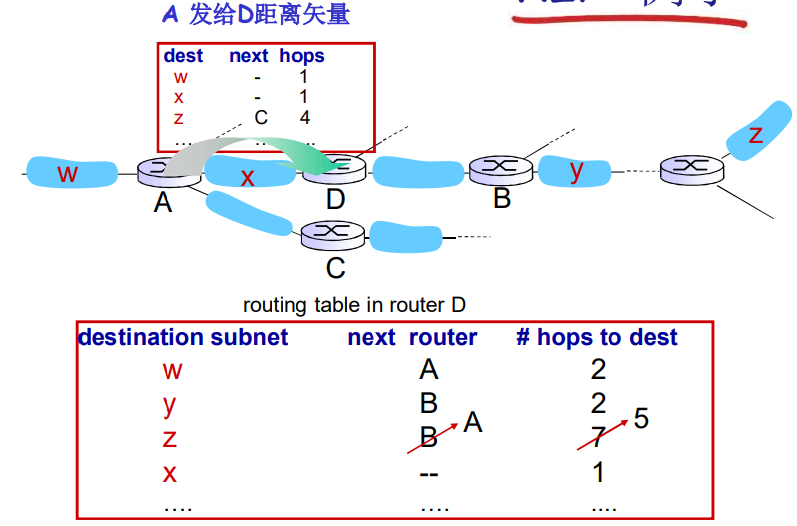 A 发给D距离矢量
dest next hops
w - 1
x - 1
z C 4
…. … ..
w
x
y
z
A
D
B
C
routing table in router D
destination subnet next router # hops to dest
w A 2
y B 2
z B A 7 5
x -- 1
…. …. ....